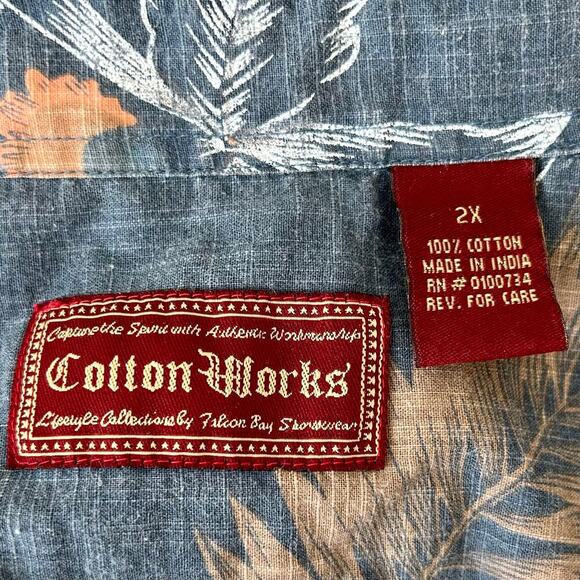 2X
100% COTTON
MADE IN INDIA
RN # 0100734
REV. FOR CARE
Capture the Spirit with Authentic Workmanship
Cotton Works
Lifestyle Collections by Falcon Bay Sportswear